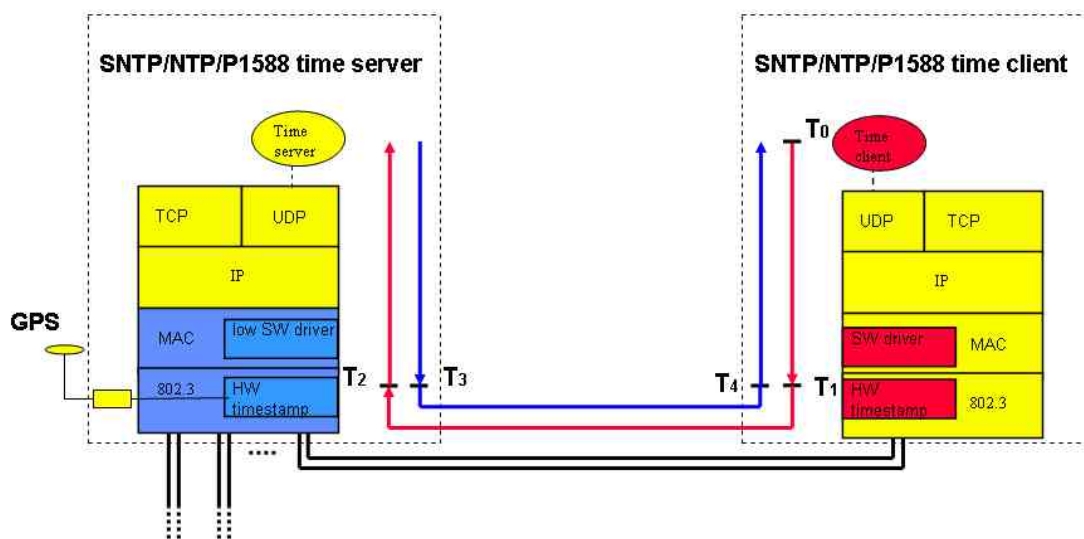 SNTP/NTP/P1588 time server
Time
server
TCP
UDP
IP
GPS
MAC
low SW driver
802.3
HW
timestamp
T2
T3
....
SNTP/NTP/P1588 time client
T0
Time
client
UDP
TCP
IP
SW driver
MAC
T4
T1
HW
timestamp
802.3